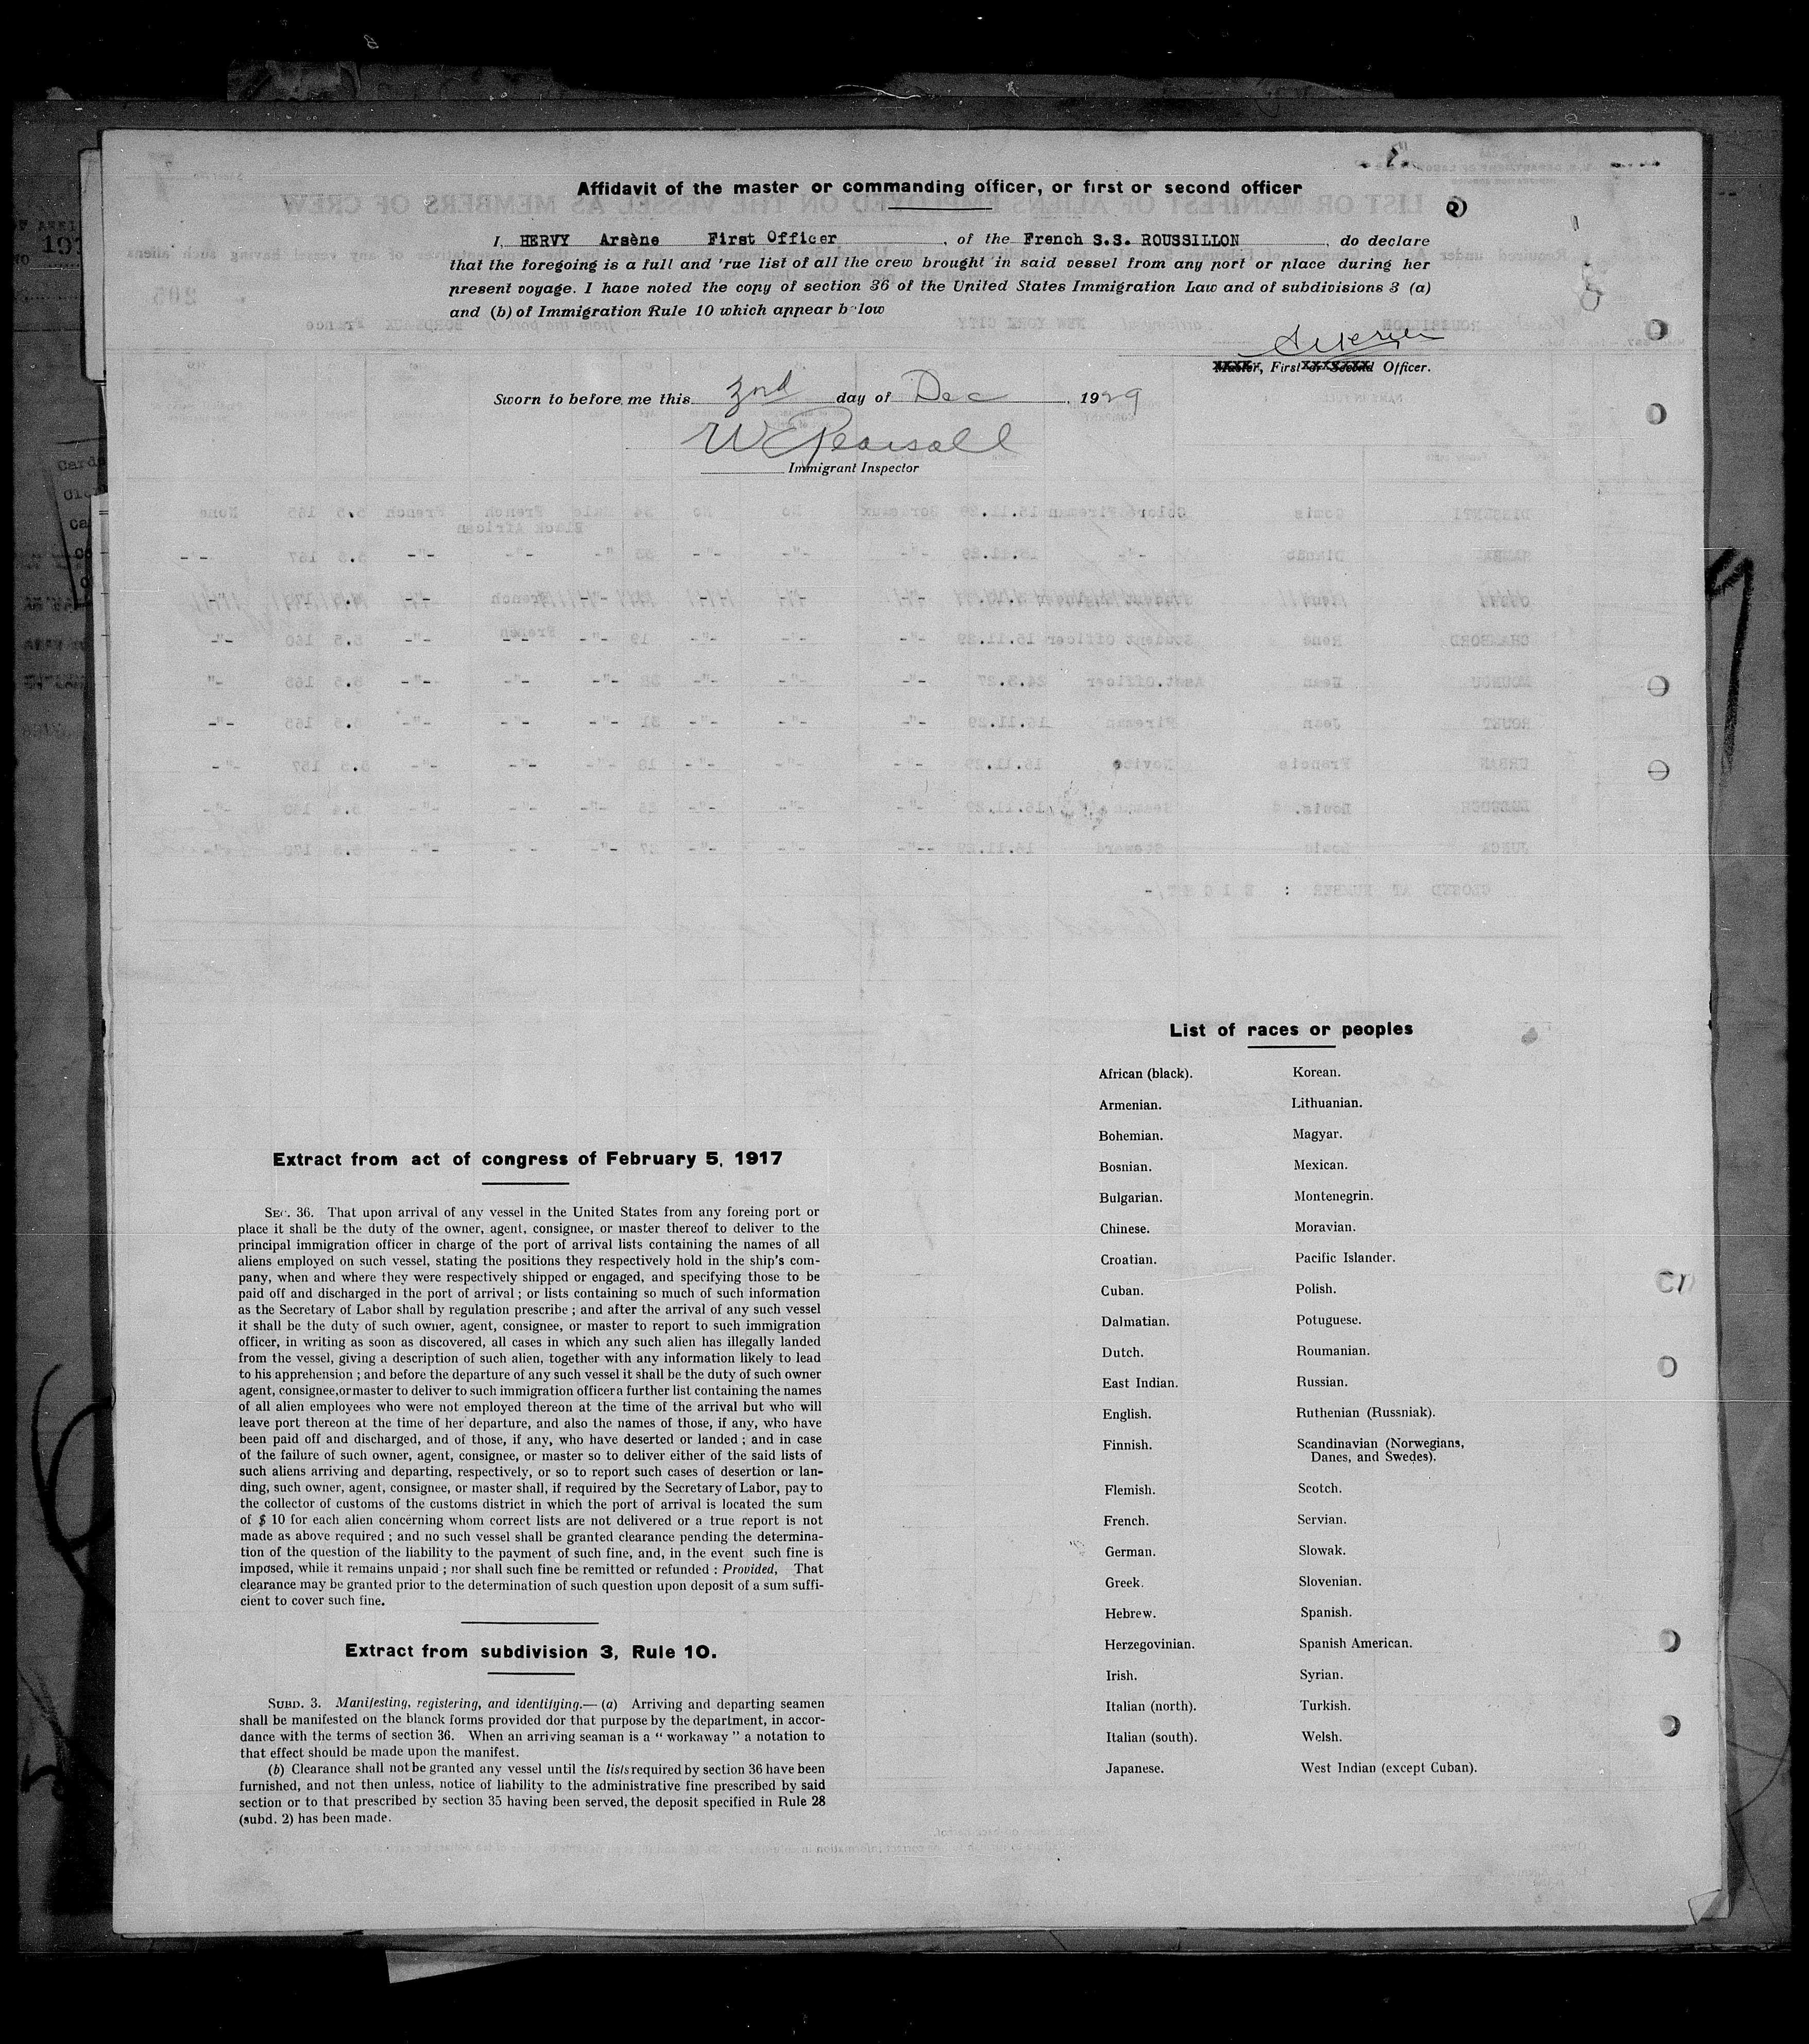 Affidavit of the master or commanding officer, or first or second officer
I, HERVY Arsène First Officer , of the French S.S. ROUSSILLON , do declare
that the foregoing is a full and 'rue list of all the crew brought in said vessel from any port or place during her
present voyage. I have noted the copy of section 36 of the United States Immigration Law and of subdivisions 3 (a)
and (b) of Immigration Rule 10 which appear b low
Master, First or Second Officer.
Sworn to before me this 3rd day of Dec , 1929
W E Pearsall
Immigrant Inspector
List of races or peoples
African (black). Korean.
Armenian. Lithuanian.
Bohemian. Magyar.
Bosnian. Mexican.
Bulgarian. Montenegrin.
Chinese. Moravian.
Croatian. Pacific Islander.
Cuban. Polish.
Dalmatian. Potuguese.
Dutch. Roumanian.
East Indian. Russian.
English. Ruthenian (Russniak).
Finnish. Scandinavian (Norwegians,
Danes, and Swedes).
Flemish. Scotch.
French. Servian.
German. Slowak.
Greek. Slovenian.
Hebrew. Spanish.
Herzegovinian. Spanish American.
Irish. Syrian.
Italian (north). Turkish.
Italian (south). Welsh.
Japanese. West Indian (except Cuban).
Extract from act of congress of February 5, 1917
SEC. 36. That upon arrival of any vessel in the United States from any foreing port or
place it shall be the duty of the owner, agent, consignee, or master thereof to deliver to the
principal immigration officer in charge of the port of arrival lists containing the names of all
aliens employed on such vessel, stating the positions they respectively hold in the ship's com-
pany, when and where they were respectively shipped or engaged, and specifying those to be
paid off and discharged in the port of arrival ; or lists containing so much of such information
as the Secretary of Labor shall by regulation prescribe ; and after the arrival of any such vessel
it shall be the duty of such owner, agent, consignee, or master to report to such immigration
officer, in writing as soon as discovered, all cases in which any such alien has illegally landed
from the vessel, giving a description of such alien, together with any information likely to lead
to his apprehension ; and before the departure of any such vessel it shall be the duty of such owner
agent, consignee,ormaster to deliver to such immigration officer a further list containing the names
of all alien employees who were not employed thereon at the time of the arrival but who will
leave port thereon at the time of her departure, and also the names of those, if any, who have
been paid off and discharged, and of those, if any, who have deserted or landed ; and in case
of the failure of such owner, agent, consignee, or master so to deliver either of the said lists of
such aliens arriving and departing, respectively, or so to report such cases of desertion or lan-
ding, such owner, agent, consignee, or master shall, if required by the Secretary of Labor, pay to
the collector of customs of the customs district in which the port of arrival is located the sum
of $ 10 for each alien concerning whom correct lists are not delivered or a true report is not
made as above required ; and no such vessel shall be granted clearance pending the determina-
tion of the question of the liability to the payment of such fine, and, in the event such fine is
imposed, while it remains unpaid ; nor shall such fine be remitted or refunded : Provided, That
clearance may be granted prior to the determination of such question upon deposit of a sum suffi-
cient to cover such fine.
Extract from subdivision 3, Rule 10.
SUBD. 3. Manifesting, registering, and identifying.— (a) Arriving and departing seamen
shall be manifested on the blanck forms provided dor that purpose by the department, in accor-
dance with the terms of section 36. When an arriving seaman is a “ workaway ” a notation to
that effect should be made upon the manifest.
(b) Clearance shall not be granted any vessel until the lists required by section 36 have been
furnished, and not then unless, notice of liability to the administrative fine prescribed by said
section or to that prescribed by section 35 having been served, the deposit specified in Rule 28
(subd. 2) has been made.